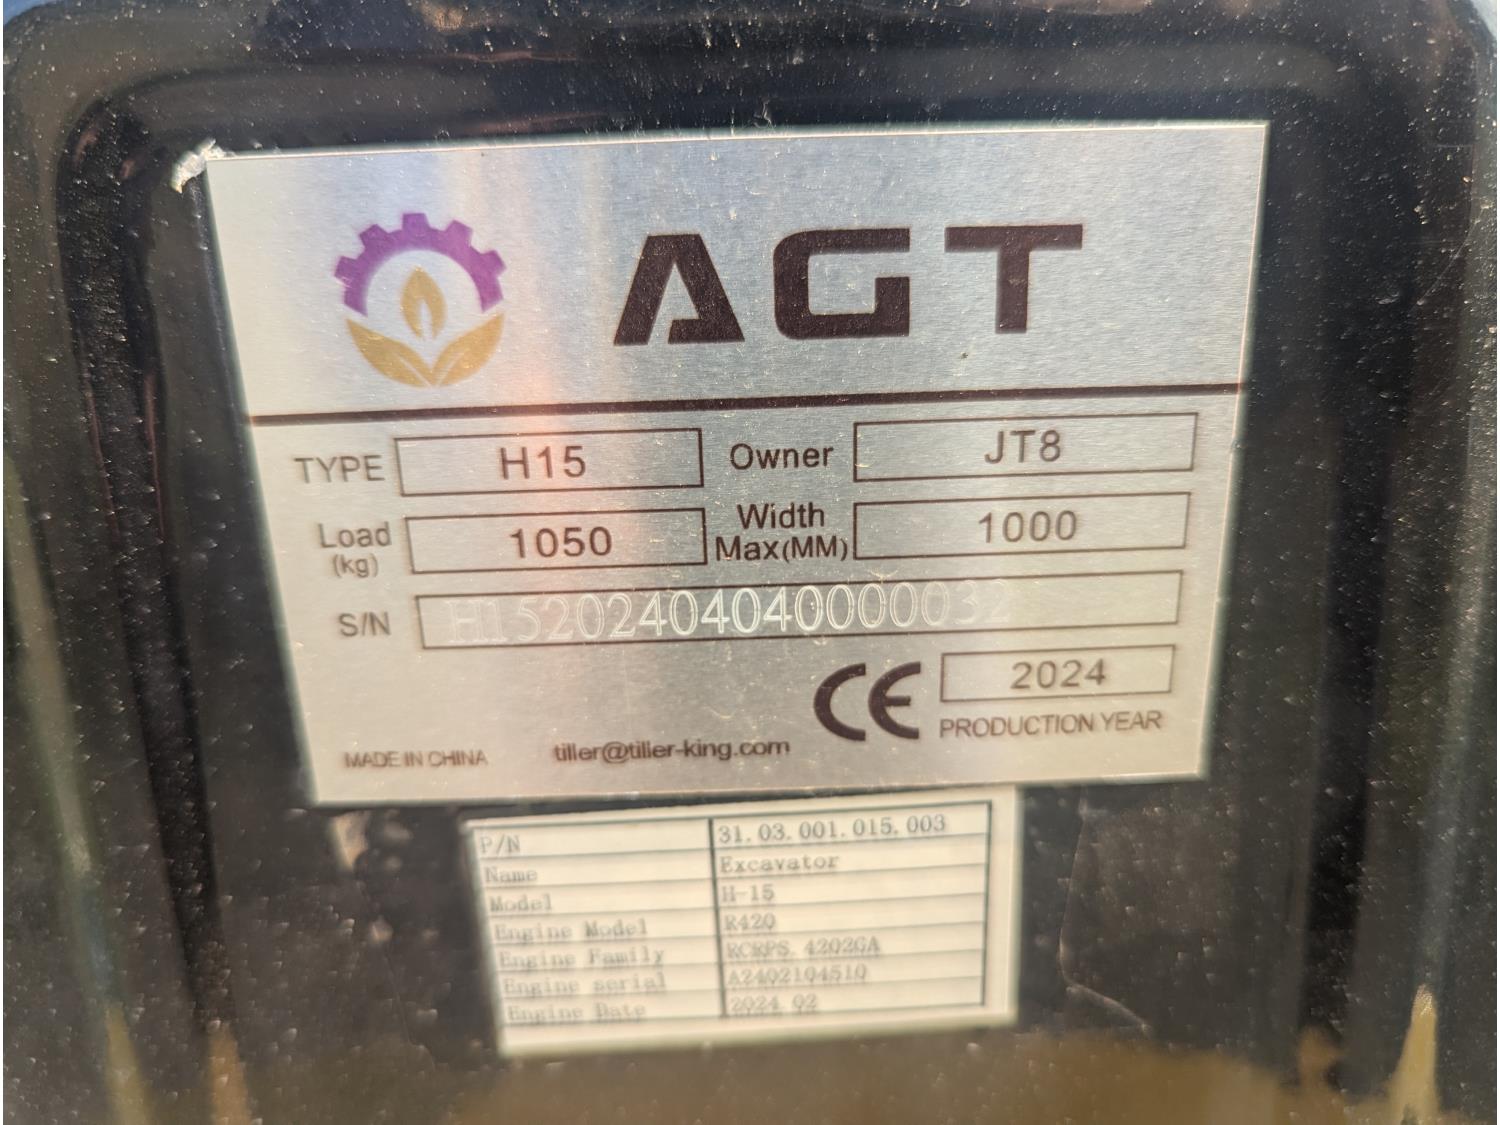 AGT
TYPE H15 Owner JT8
Load (kg) 1050 Width Max(MM) 1000
S/N H15202404040000032
CE 2024
PRODUCTION YEAR
MADE IN CHINA tiller@tiller-king.com
P/N 31.03.001.015.003
Name Excavator
Model H-15
Engine Model R420
Engine Family RCRPS.4202GA
Engine serial A2402104510
Engine Date 2024.02